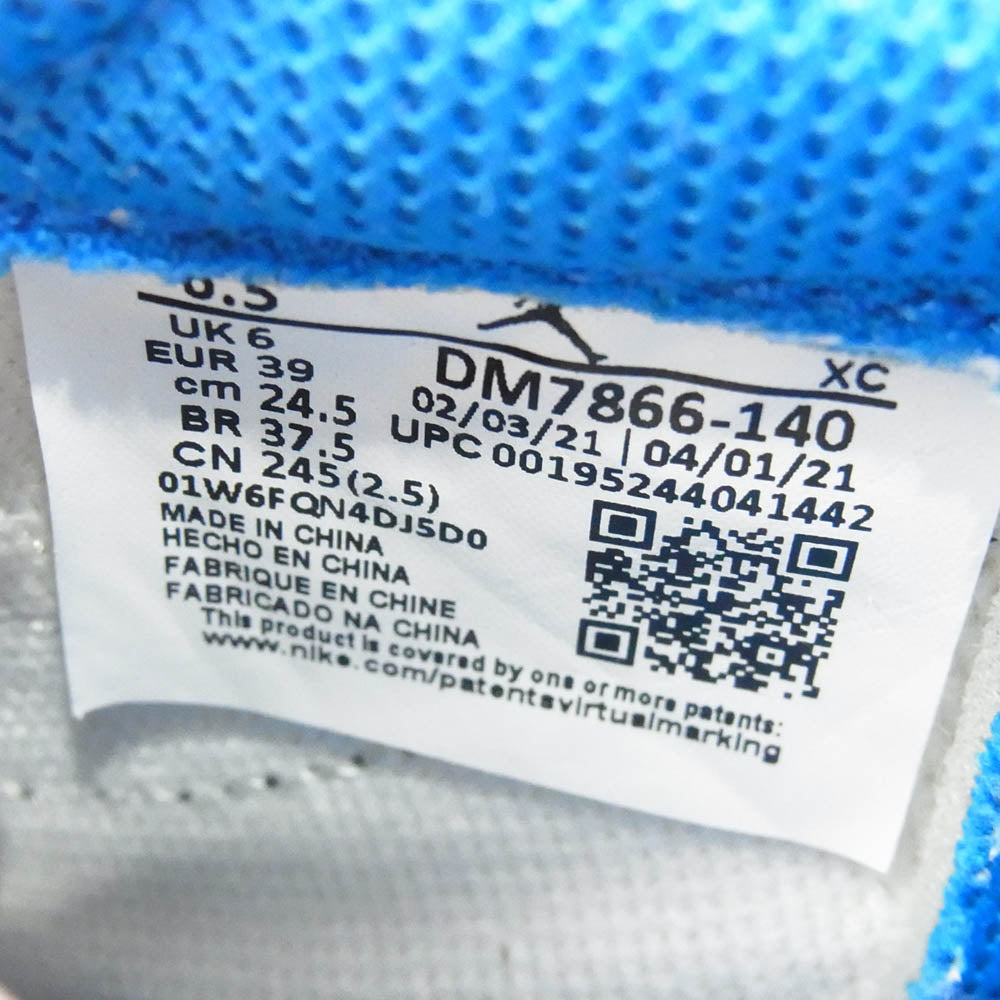 6.5
UK 6
EUR 39
cm 24.5
BR 37.5
CN 245(2.5)
01W6FQN4DJ5D0
MADE IN CHINA
HECHO EN CHINA
FABRIQUE EN CHINE
FABRICADO NA CHINA
This product is covered by one or more patents:
www.nike.com/patentsvirtualmarking
XC
DM7866-140
02/03/21 | 04/01/21
UPC 00195244041442